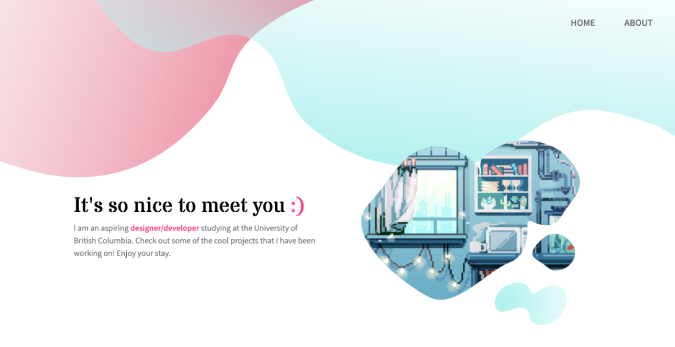 HOME ABOUT
It's so nice to meet you :)
I am an aspiring designer/developer studying at the University of
British Columbia. Check out some of the cool projects that I have been
working on! Enjoy your stay.